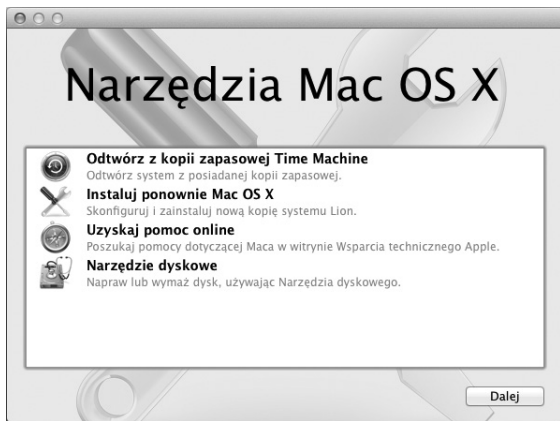 Narzędzia Mac OS X
Odtwórz z kopii zapasowej Time Machine
Odtwórz system z posiadanej kopii zapasowej.
Instaluj ponownie Mac OS X
Skonfiguruj i zainstaluj nową kopię systemu Lion.
Uzyskaj pomoc online
Poszukaj pomocy dotyczącej Maca w witrynie Wsparcia technicznego Apple.
Narzędzie dyskowe
Napraw lub wymaż dysk, używając Narzędzia dyskowego.
Dalej